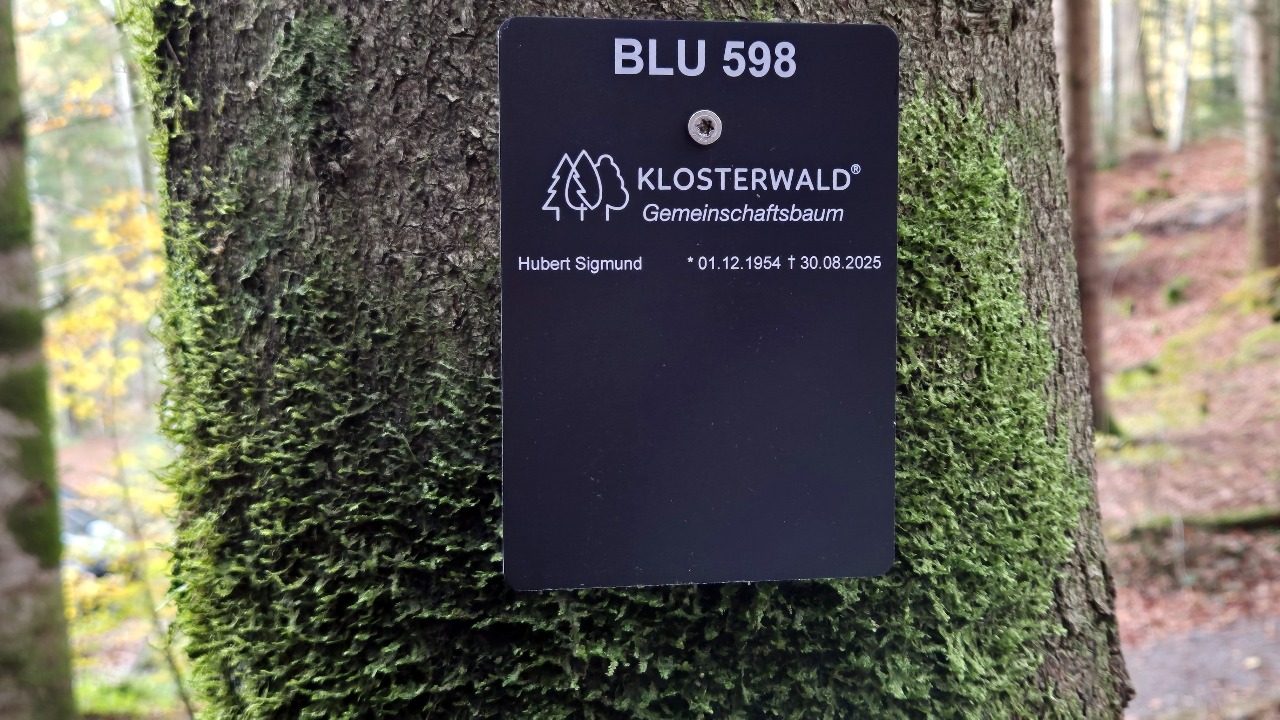 BLU 598
KLOSTERWALD®
Gemeinschaftsbaum
Hubert Sigmund * 01.12.1954 † 30.08.2025